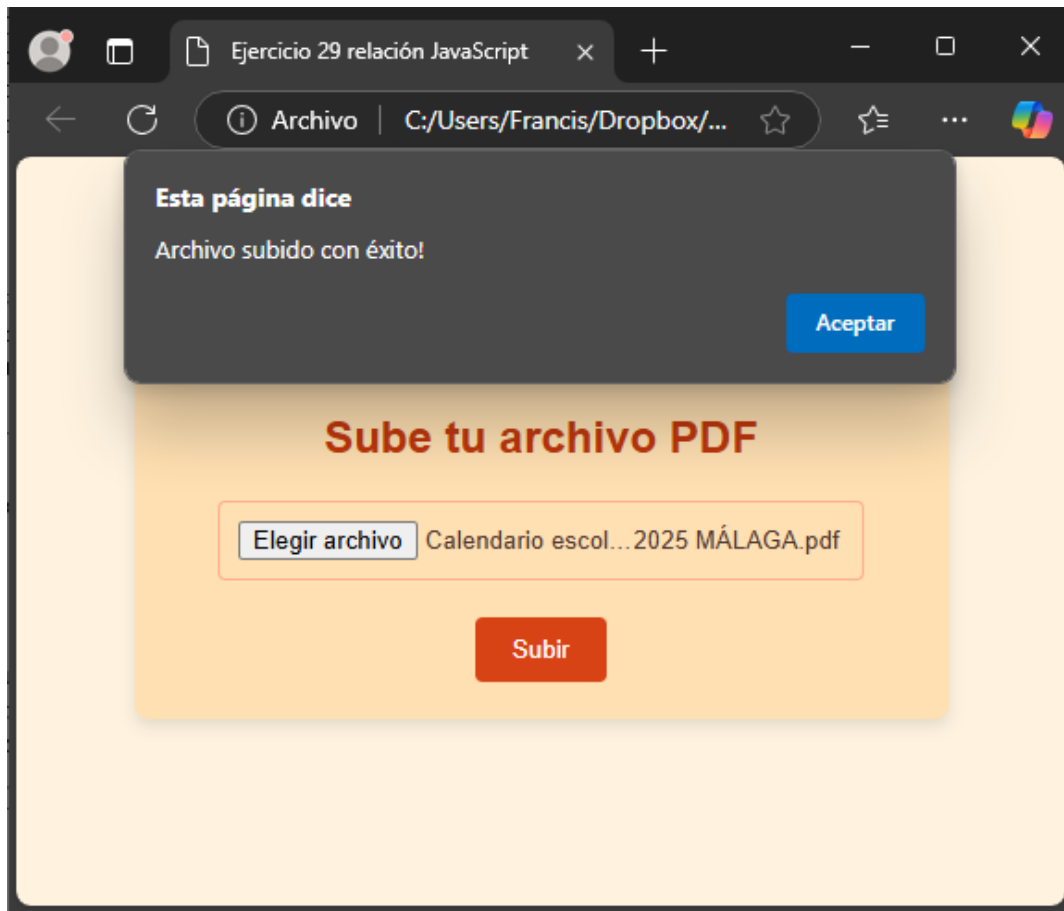 Ejercicio 29 relación JavaScript
Archivo C:/Users/Francis/Dropbox/...
Esta página dice
Archivo subido con éxito!
Aceptar
Sube tu archivo PDF
Elegir archivo Calendario escol...2025 MÁLAGA.pdf
Subir